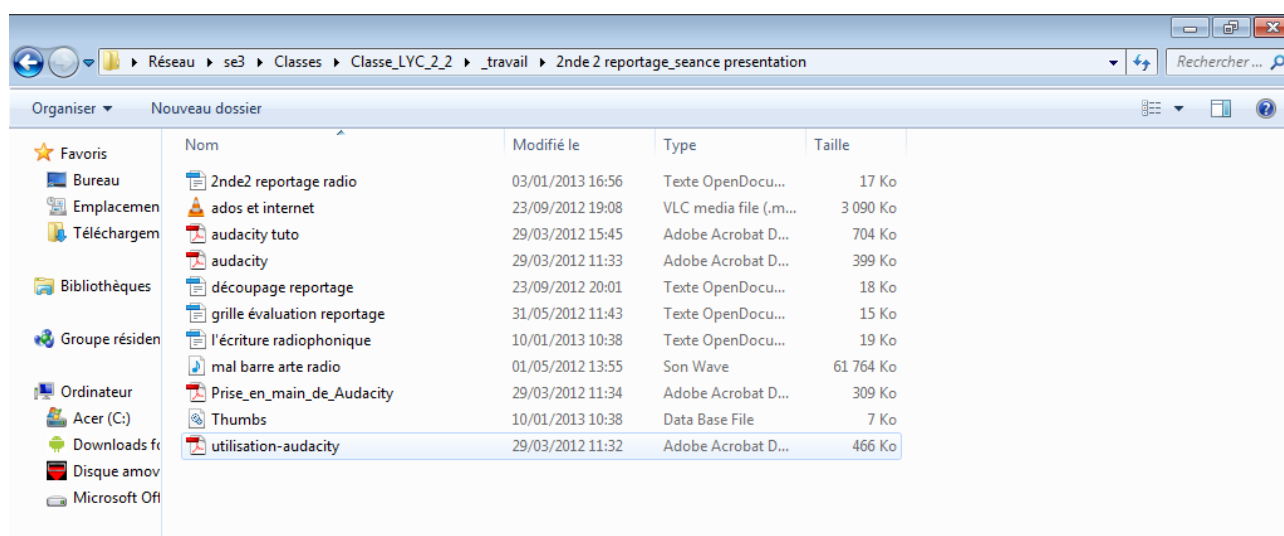 Réseau ▸ se3 ▸ Classes ▸ Classe_LYC_2_2 ▸ _travail ▸ 2nde 2 reportage_seance presentation Rechercher ...
Organiser Nouveau dossier
Favoris
Bureau
Emplacemen
Téléchargem
Bibliothèques
Groupe résiden
Ordinateur
Acer (C:)
Downloads fo
Disque amov
Microsoft Off
Nom Modifié le Type Taille
2nde2 reportage radio 03/01/2013 16:56 Texte OpenDocu... 17 Ko
ados et internet 23/09/2012 19:08 VLC media file (.m... 3 090 Ko
audacity tuto 29/03/2012 15:45 Adobe Acrobat D... 704 Ko
audacity 29/03/2012 11:33 Adobe Acrobat D... 399 Ko
découpage reportage 23/09/2012 20:01 Texte OpenDocu... 18 Ko
grille évaluation reportage 31/05/2012 11:43 Texte OpenDocu... 15 Ko
l'écriture radiophonique 10/01/2013 10:38 Texte OpenDocu... 19 Ko
mal barre arte radio 01/05/2012 13:55 Son Wave 61 764 Ko
Prise_en_main_de_Audacity 29/03/2012 11:34 Adobe Acrobat D... 309 Ko
Thumbs 10/01/2013 10:38 Data Base File 7 Ko
utilisation-audacity 29/03/2012 11:32 Adobe Acrobat D... 466 Ko